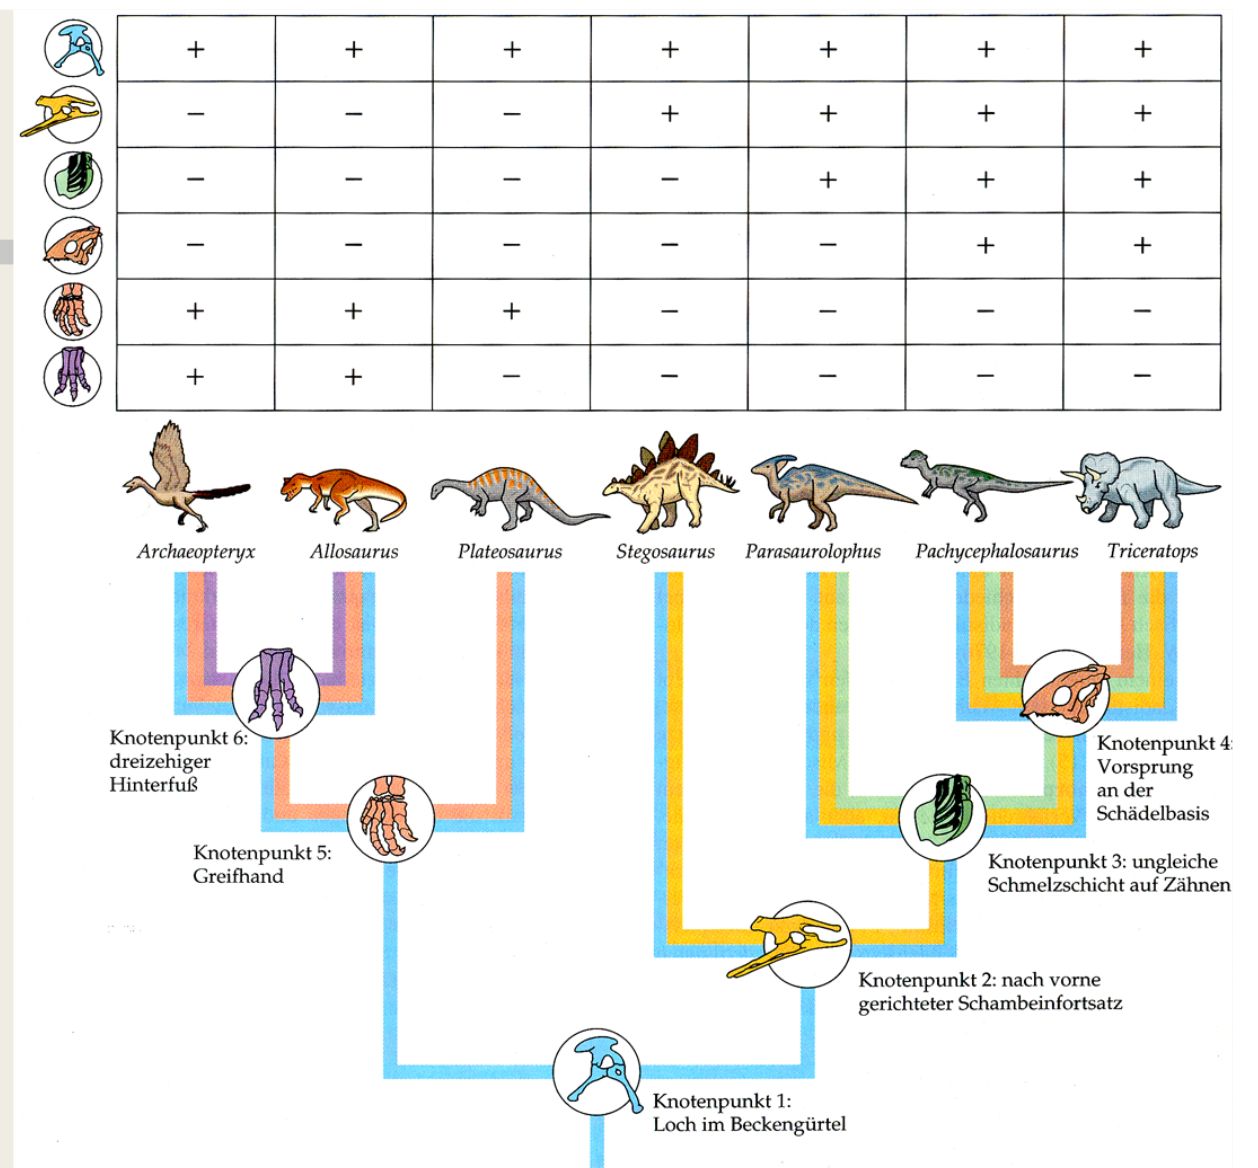 + + + + + + +
− − − + + + +
− − − − + + +
− − − − − + +
+ + + − − − −
+ + − − − − −
Archaeopteryx Allosaurus Plateosaurus Stegosaurus Parasaurolophus Pachycephalosaurus Triceratops
Knotenpunkt 6:
dreizehiger
Hinterfuß
Knotenpunkt 4:
Vorsprung
an der
Schädelbasis
Knotenpunkt 5:
Greifhand
Knotenpunkt 3: ungleiche
Schmelzschicht auf Zähnen
Knotenpunkt 2: nach vorne
gerichteter Schambeinfortsatz
Knotenpunkt 1:
Loch im Beckengürtel